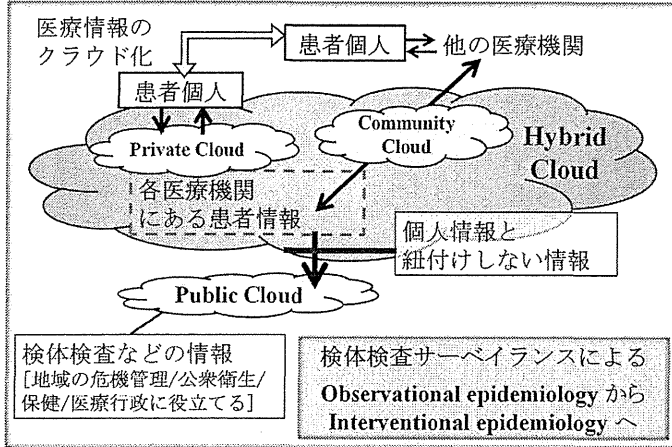 医療情報の
クラウド化
患者個人
他の医療機関
患者個人
Private Cloud
Community
Cloud
Hybrid
Cloud
各医療機関
にある患者情報
個人情報と
紐付けしない情報
Public Cloud
検体検査などの情報
[地域の危機管理/公衆衛生/
保健/医療行政に役立てる]
検体検査サーベイランスによる
Observational epidemiology から
Interventional epidemiology へ